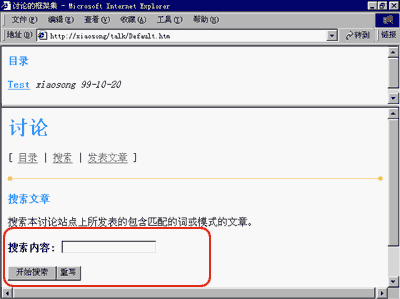 讨论的框架集 - Microsoft Internet Explorer
文件(F) 编辑(E) 查看(V) 收藏(A) 工具(T) 帮助(H)
地址(D) http://xiaosong/talk/Default.htm 转到 链接
目录
Test xiaosong 99-10-20
讨论
[ 目录 | 搜索 | 发表文章 ]
搜索文章
搜索本讨论站点上所发表的包含匹配的词或模式的文章。
搜索内容:
开始搜索 重写